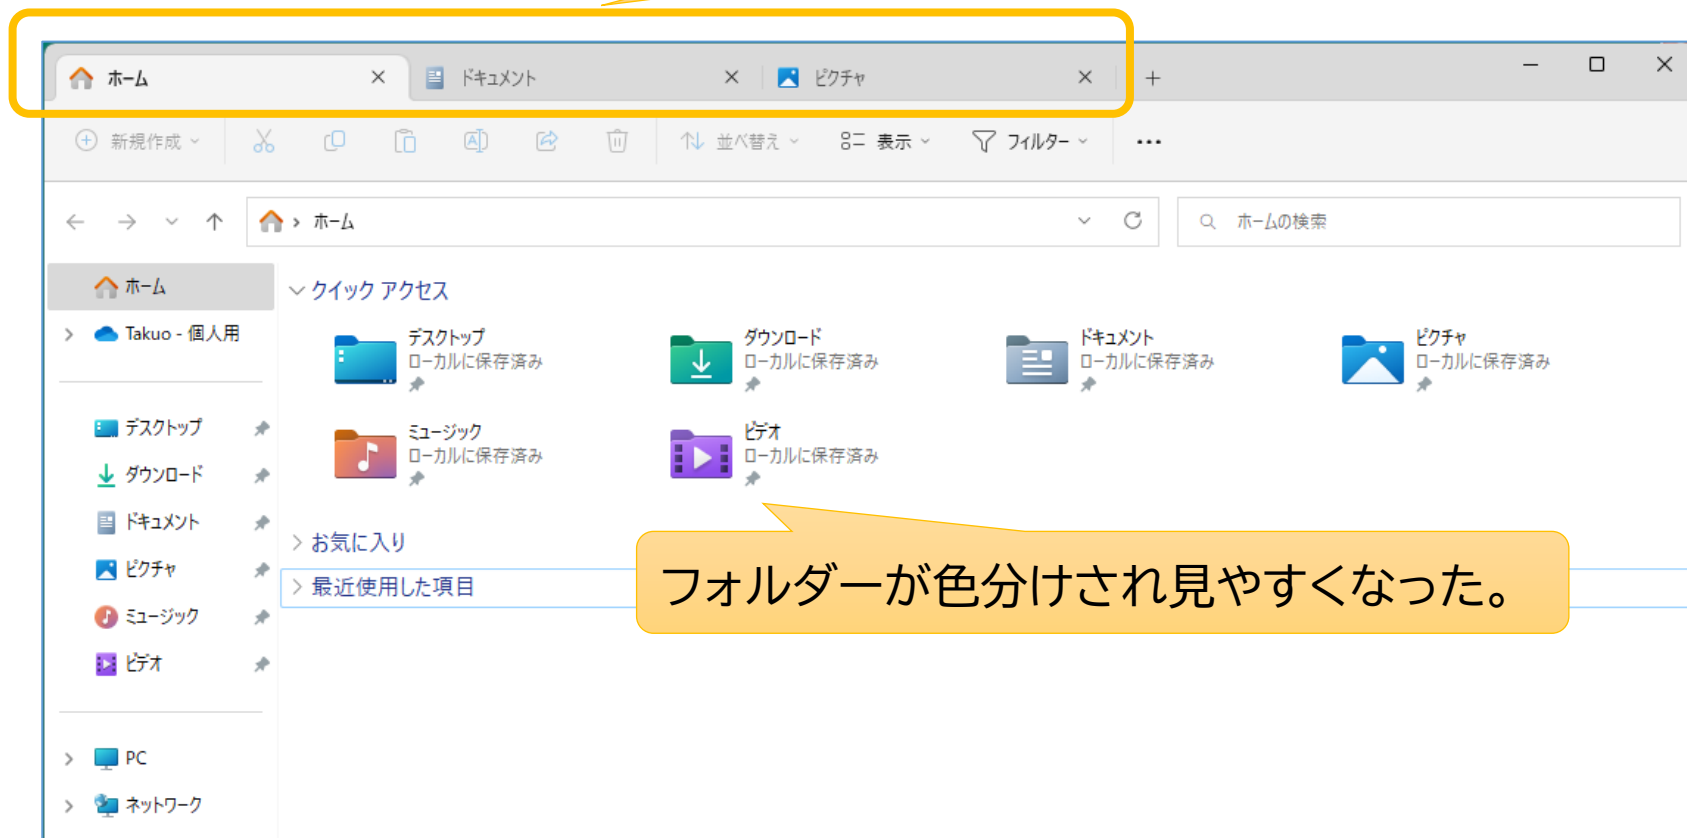 ホーム
ドキュメント
ピクチャ
新規作成
並べ替え
表示
フィルター
ホーム
ホームの検索
ホーム
Takuo - 個人用
デスクトップ
ダウンロード
ドキュメント
ピクチャ
ミュージック
ビデオ
PC
ネットワーク
クイック アクセス
デスクトップ
ローカルに保存済み
ダウンロード
ローカルに保存済み
ドキュメント
ローカルに保存済み
ピクチャ
ローカルに保存済み
ミュージック
ローカルに保存済み
ビデオ
ローカルに保存済み
お気に入り
最近使用した項目
フォルダーが色分けされ見やすくなった。